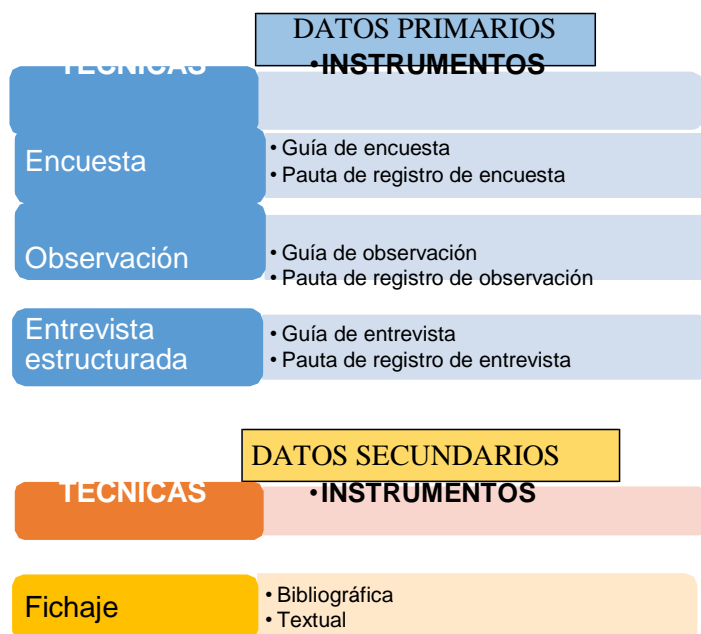 DATOS PRIMARIOS
TECNICAS
•INSTRUMENTOS
Encuesta
• Guía de encuesta
• Pauta de registro de encuesta
Observación
• Guía de observación
• Pauta de registro de observación
Entrevista
estructurada
• Guía de entrevista
• Pauta de registro de entrevista
DATOS SECUNDARIOS
TECNICAS
•INSTRUMENTOS
Fichaje
• Bibliográfica
• Textual